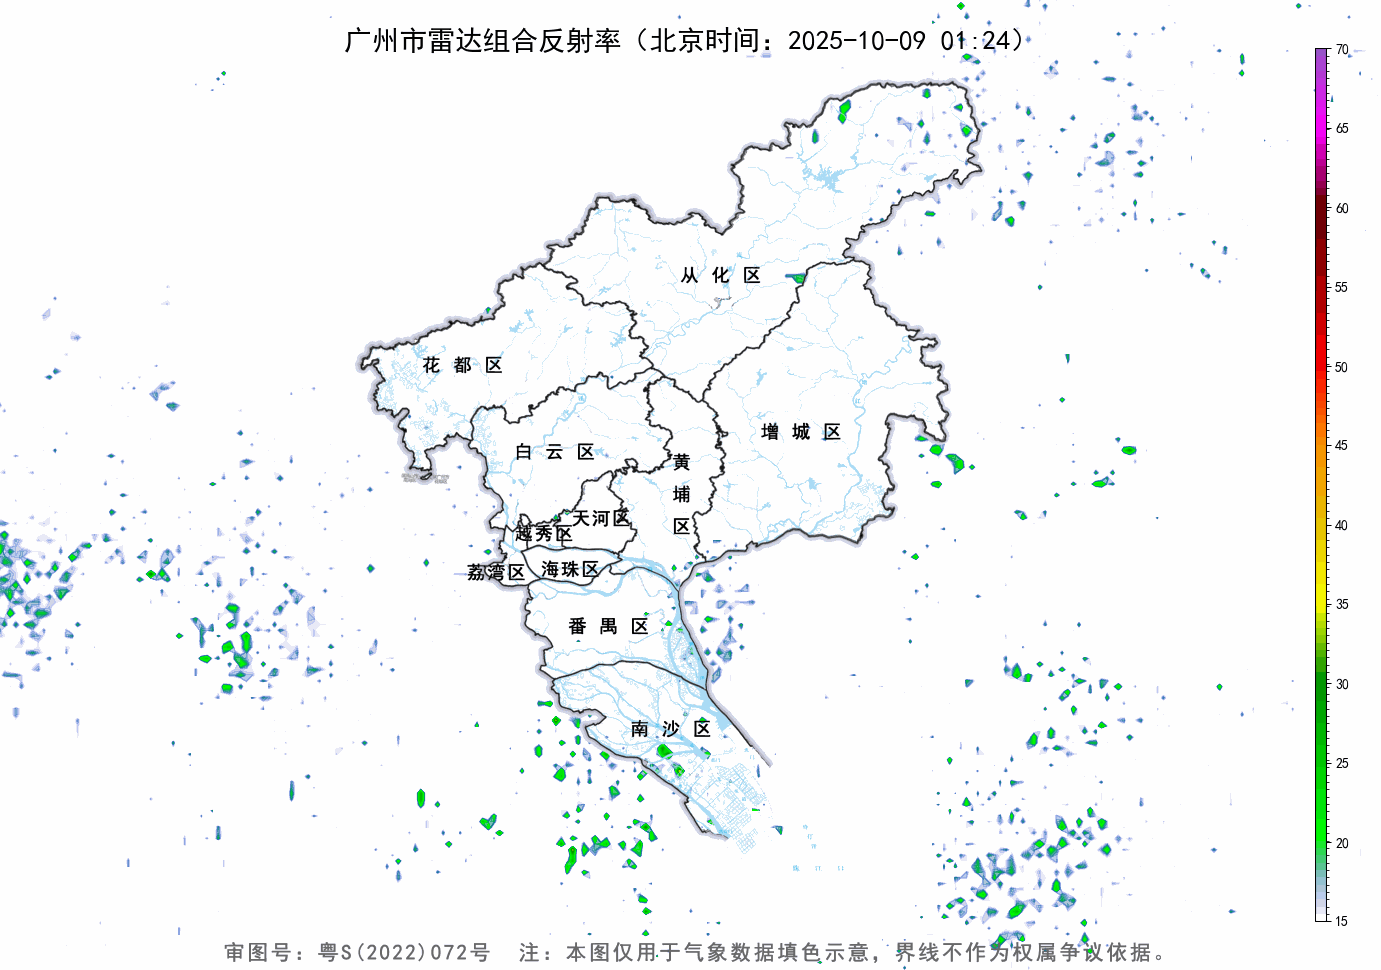 广州市雷达组合反射率（北京时间：2025-10-09 01:24）
70
65
60
55
50
45
40
35
30
25
20
15
从化区
花都区
增城区
白云区
黄埔区
天河区
越秀区
荔湾区
海珠区
番禺区
南沙区
审图号：粤S(2022)072号 注：本图仅用于气象数据填色示意，界线不作为权属争议依据。